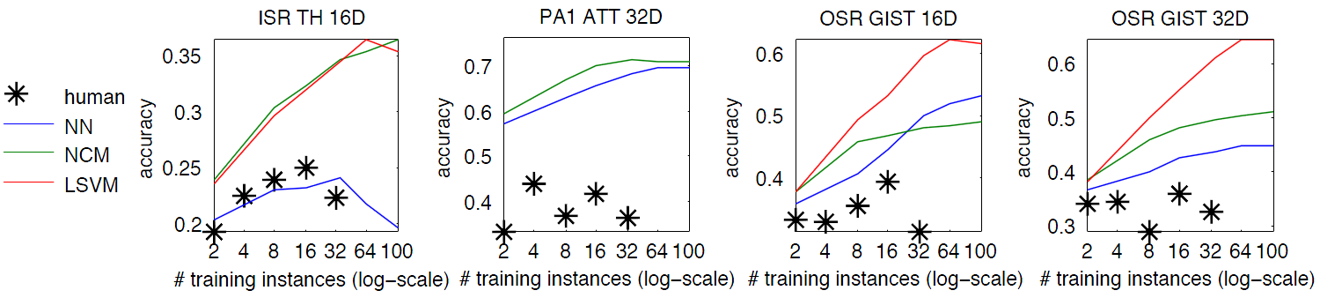 human
NN
NCM
LSVM
ISR TH 16D
accuracy
0.35
0.3
0.25
0.2
2 4 8 16 32 64 100
# training instances (log-scale)
PA1 ATT 32D
accuracy
0.7
0.6
0.5
0.4
2 4 8 16 32 64 100
# training instances (log-scale)
OSR GIST 16D
accuracy
0.6
0.5
0.4
2 4 8 16 32 64 100
# training instances (log-scale)
OSR GIST 32D
accuracy
0.6
0.5
0.4
0.3
2 4 8 16 32 64 100
# training instances (log-scale)